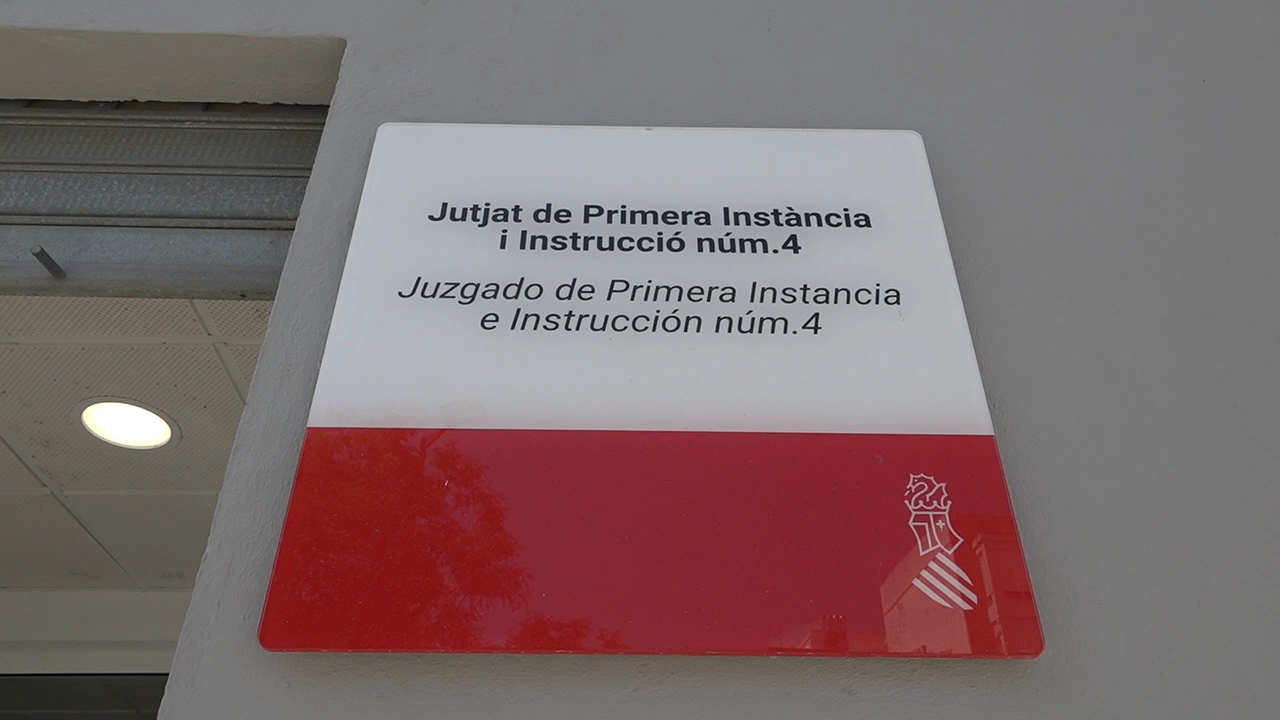 Jutjat de Primera Instància
i Instrucció núm.4
Juzgado de Primera Instancia
e Instrucción núm.4